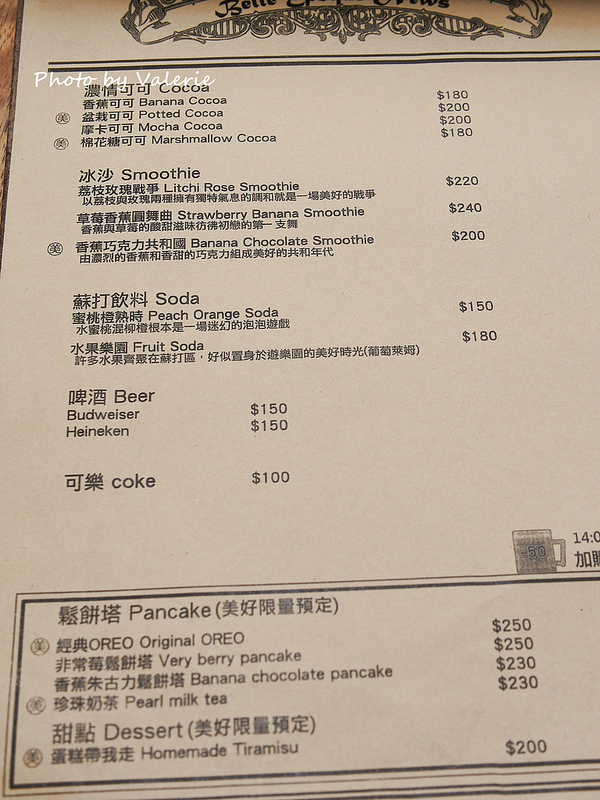 Belle Époque News
Photo by Valerie
濃情可可 Cocoa
香蕉可可 Banana Cocoa $180
美 盆栽可可 Potted Cocoa $200
摩卡可可 Mocha Cocoa $200
美 棉花糖可可 Marshmallow Cocoa $180
冰沙 Smoothie
荔枝玫瑰戰爭 Litchi Rose Smoothie $220
以荔枝與玫瑰兩種擁有獨特氣息的調和就是一場美好的戰爭
草莓香蕉圓舞曲 Strawberry Banana Smoothie $240
香蕉與草莓的酸甜滋味彷彿初戀的第一支舞
美 香蕉巧克力共和國 Banana Chocolate Smoothie $200
由濃烈的香蕉和香甜的巧克力組成美好的共和年代
蘇打飲料 Soda
蜜桃橙熟時 Peach Orange Soda $150
水蜜桃混柳橙根本是一場迷幻的泡泡遊戲
水果樂園 Fruit Soda $180
許多水果齊聚在蘇打區，好似置身於遊樂園的美好時光(葡萄萊姆)
啤酒 Beer
Budweiser $150
Heineken $150
可樂 coke $100
-50
14:0
加購
鬆餅塔 Pancake (美好限量預定)
美 經典OREO Original OREO $250
非常莓鬆餅塔 Very berry pancake $250
香蕉朱古力鬆餅塔 Banana chocolate pancake $230
美 珍珠奶茶 Pearl milk tea $230
甜點 Dessert (美好限量預定)
美 蛋糕帶我走 Homemade Tiramisu $200